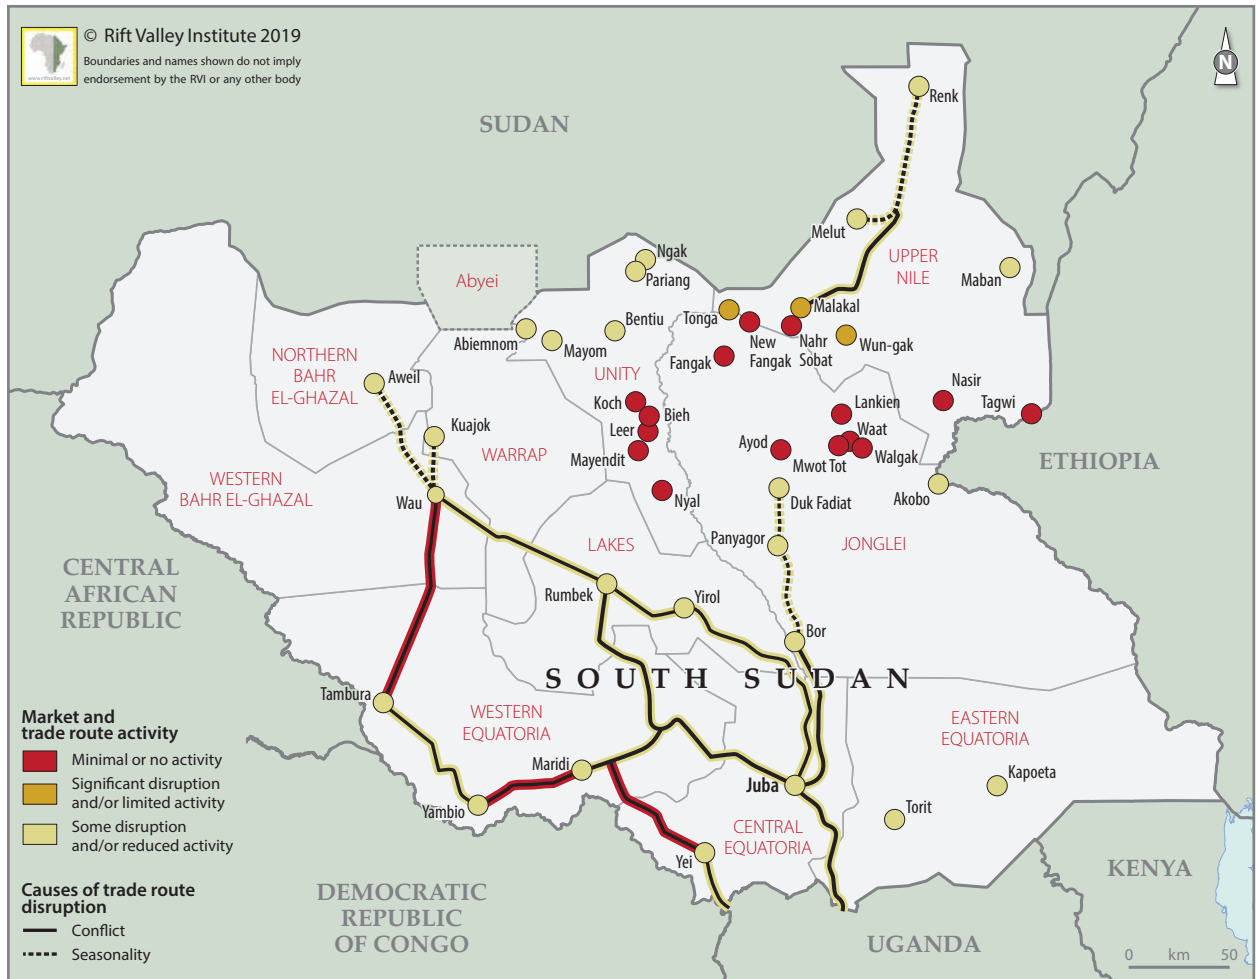 © Rift Valley Institute 2019
Boundaries and names shown do not imply
endorsement by the RVI or any other body
www.riftvalley.net
N
SUDAN
Renk
Melut
UPPER
NILE
Maban
Ngak
Pariang
Abyei
Bentiu
Abiemnom
Mayom
Tonga
Malakal
New
Fangak
Nahr
Sobat
Wun-gak
Fangak
NORTHERN
BAHR
EL-GHAZAL
Aweil
UNITY
Koch
Bieh
Leer
Mayendit
Nyal
Kuajok
WARRAP
Lankien
Waat
Walgak
Mwot Tot
Ayod
Nasir
Tagwi
ETHIOPIA
WESTERN
BAHR EL-GHAZAL
Wau
Duk Fadiat
Akobo
Panyagor
JONGLEI
LAKES
CENTRAL
AFRICAN
REPUBLIC
Rumbek
Yirol
Bor
SOUTH SUDAN
Tambura
WESTERN
EQUATORIA
EASTERN
EQUATORIA
Maridi
Juba
Kapoeta
Yambio
Torit
Yei
CENTRAL
EQUATORIA
KENYA
DEMOCRATIC
REPUBLIC
OF CONGO
UGANDA
Market and
trade route activity
Minimal or no activity
Significant disruption
and/or limited activity
Some disruption
and/or reduced activity
Causes of trade route
disruption
Conflict
Seasonality
0 km 50